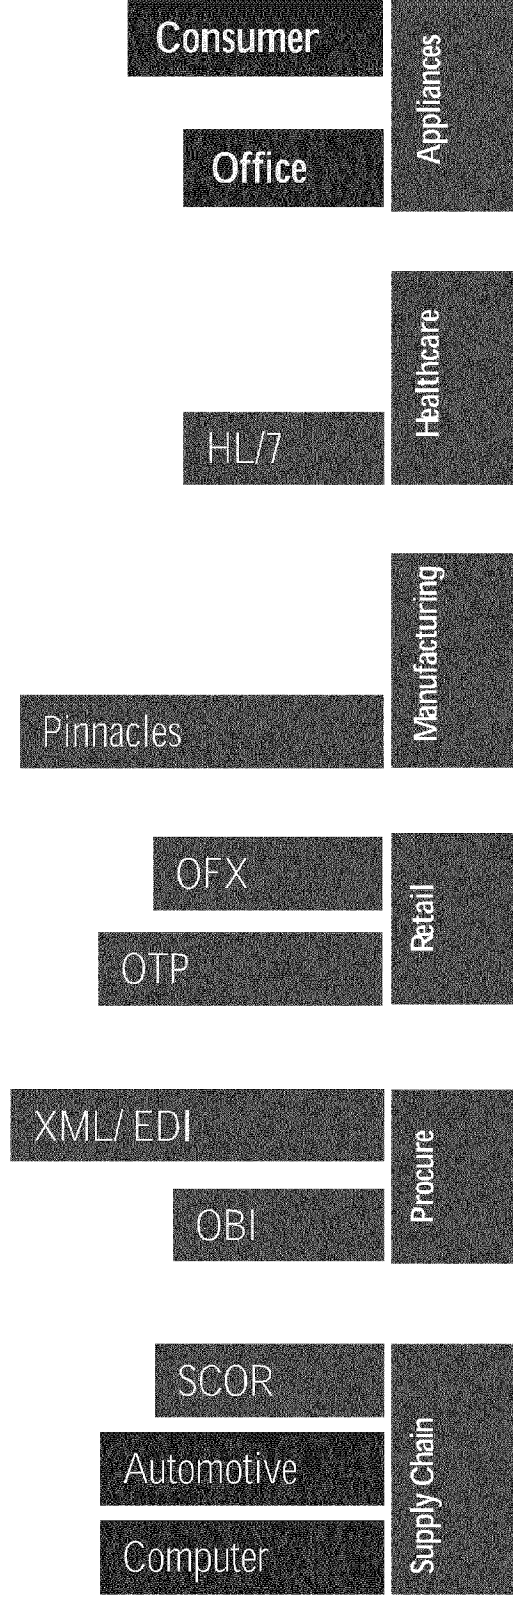 Consumer
Office
Appliances
HL/7
Healthcare
Pinnacles
Manufacturing
OFX
OTP
Retail
XML/ EDI
OBI
Procure
SCOR
Automotive
Computer
Supply Chain